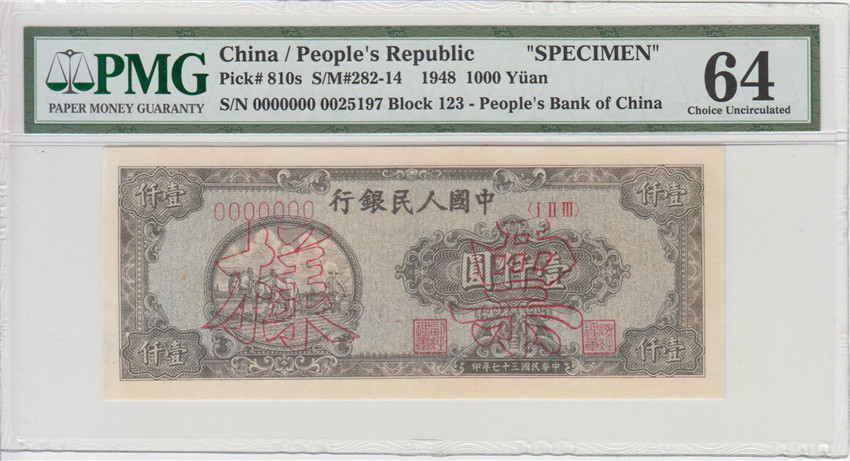 PMG
PAPER MONEY GUARANTY
China / People's Republic "SPECIMEN"
Pick# 810s S/M#282-14 1948 1000 Yüan
S/N 0000000 0025197 Block 123 - People's Bank of China
64
Choice Uncirculated
壹仟
壹仟
中國人民銀行
0000000
〈I II III〉
樣票
壹仟圓
壹仟
壹仟
中華民國三十七年印